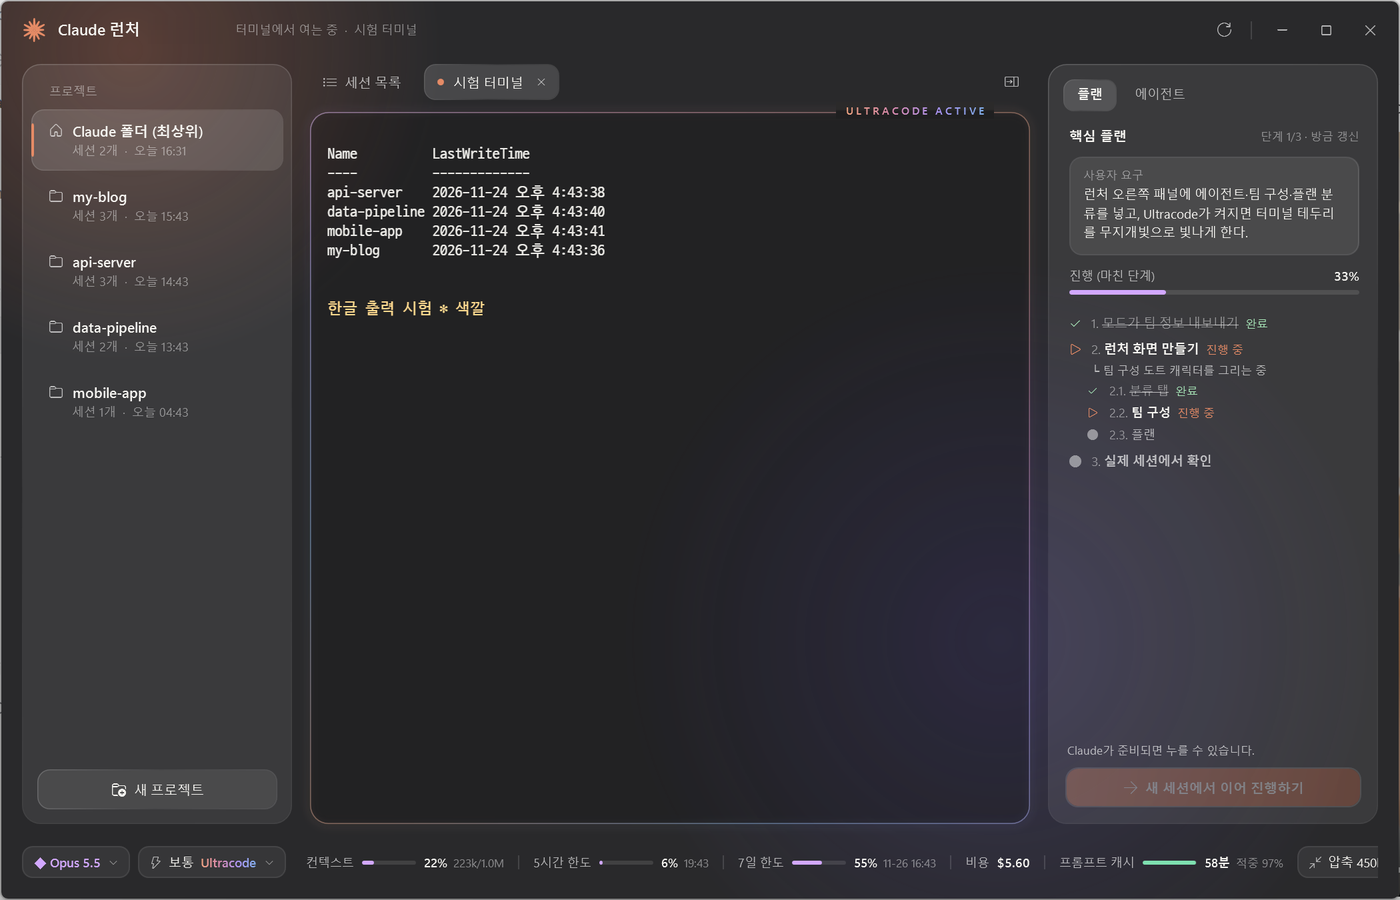 Claude 런처
터미널에서 여는 중 · 시험 터미널
프로젝트
Claude 폴더 (최상위)
세션 2개 · 오늘 16:31
my-blog
세션 3개 · 오늘 15:43
api-server
세션 3개 · 오늘 14:43
data-pipeline
세션 2개 · 오늘 13:43
mobile-app
세션 1개 · 오늘 04:43
새 프로젝트
세션 목록
시험 터미널
ULTRACODE ACTIVE
Name LastWriteTime
---- -------------
api-server 2026-11-24 오후 4:43:38
data-pipeline 2026-11-24 오후 4:43:40
mobile-app 2026-11-24 오후 4:43:41
my-blog 2026-11-24 오후 4:43:36
한글 출력 시험 * 색깔
플랜 에이전트
핵심 플랜 단계 1/3 · 방금 갱신
사용자 요구
런처 오른쪽 패널에 에이전트·팀 구성·플랜 분
류를 넣고, Ultracode가 켜지면 터미널 테두리
를 무지개빛으로 빛나게 한다.
진행 (마친 단계) 33%
1. 모드가 팀 정보 내보내기 완료
2. 런처 화면 만들기 진행 중
└ 팀 구성 도트 캐릭터를 그리는 중
2.1. 분류 탭 완료
2.2. 팀 구성 진행 중
2.3. 플랜
3. 실제 세션에서 확인
Claude가 준비되면 누를 수 있습니다.
새 세션에서 이어 진행하기
Opus 5.5
보통 Ultracode
컨텍스트 22% 223k/1.0M
5시간 한도 6% 19:43
7일 한도 55% 11-26 16:43
비용 $5.60
프롬프트 캐시 58분 적중 97%
압축 450